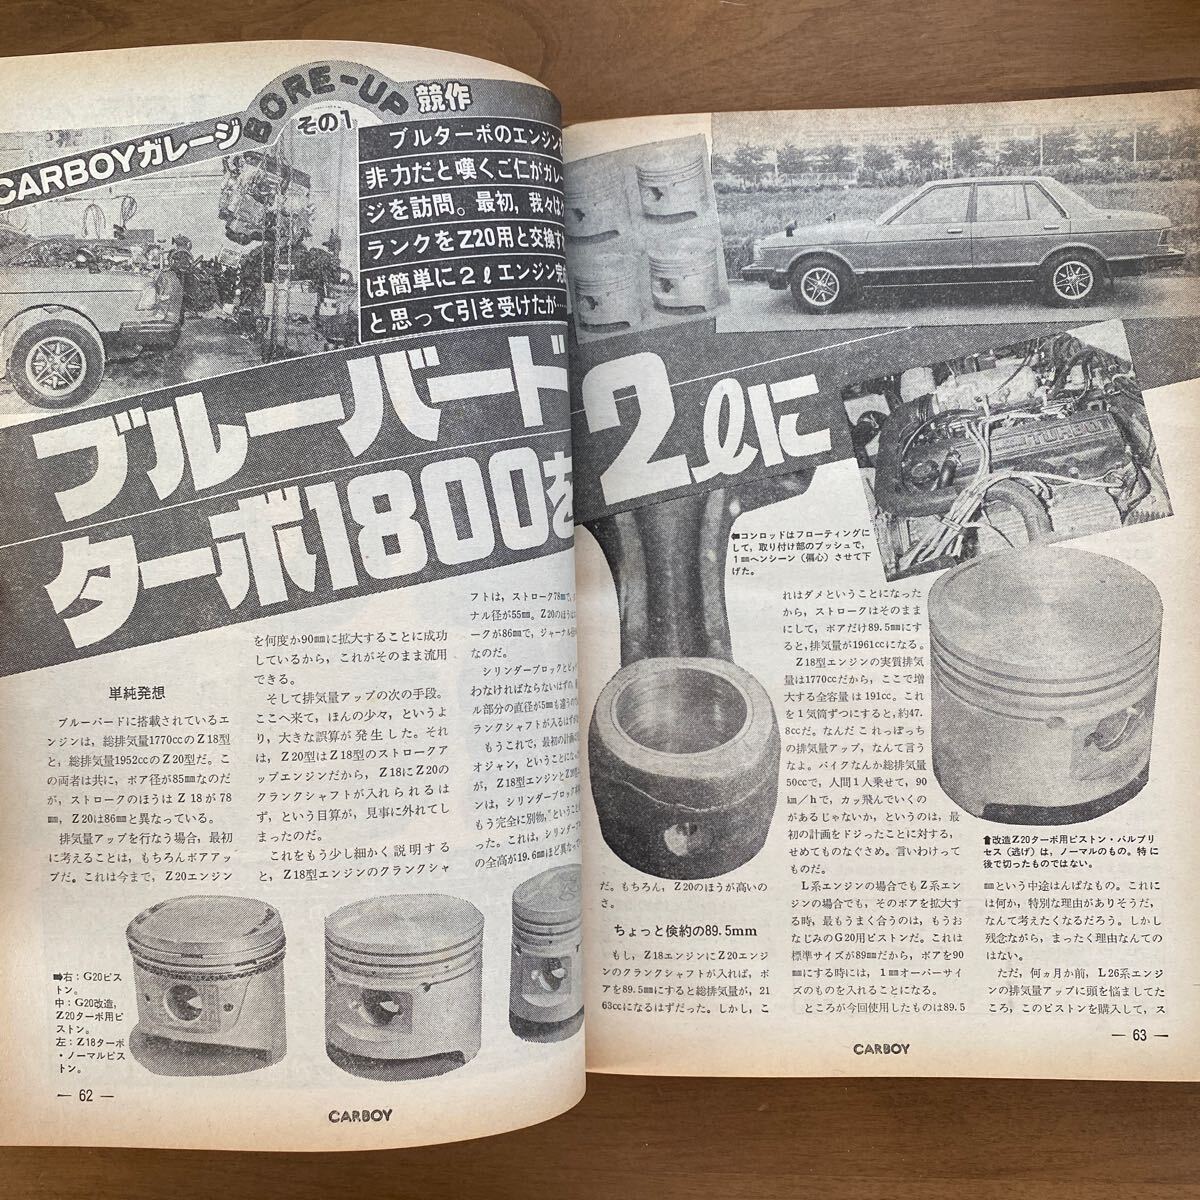 CARBOYガレージ
BORE-UP
その1
競作
ブルターボのエンジン
非力だと嘆くご仁がガレー
ジを訪問。最初,我々は
ランクをZ20用と交換す
ば簡単に2ℓエンジン完
と思って引き受けたが……
ブルーバード
ターボ1800を
2ℓに
単純発想
ブルーバードに搭載されているエ
ンジンは,総排気量1770ccのZ18型
と,総排気量1952ccのZ20型だ。こ
の両者は共に,ボア径が85㎜なのだ
が,ストロークのほうはZ18が78
㎜,Z20は86㎜と異なっている。
排気量アップを行なう場合,最初
に考えることは,もちろんボアアッ
プだ。これは今まで,Z20エンジン
を何度か90㎜に拡大することに成功
しているから,これがそのまま流用
できる。
そして排気量アップの次の手段。
ここへ来て,ほんの少々,というよ
り,大きな誤算が発生した。それ
は,Z20型はZ18型のストロークア
ップエンジンだから,Z18にZ20の
クランクシャフトが入れられるは
ず,という目算が,見事に外れてし
まったのだ。
これをもう少し細かく説明する
と,Z18型エンジンのクランクシャ
フトは,ストローク78㎜で,
ナル径が55㎜。Z20のほうは
ークが86㎜で,ジャーナル
なのだ。
シリンダーブロックと
わなければならないはずの,
ル部分の直径が5㎜も違う
ランクシャフトが入るはずが
もうこれで,最初の計画
オジャン,ということに
が,Z18型エンジンとZ20
ンは,シリンダーブロック
もう完全に別物,ということ
った。これは,シリンダーブ
の全高が19.6㎜ほど異な
➡右:G20ピス
トン。
中:G20改造,
Z20ターボ用ピ
ストン。
左:Z18ターボ
・ノーマルピス
トン。
― 62 ―
CARBOY
TURBO
⬅コンロッドはフローティングに
して,取り付け部のブッシュで,
1㎜ヘンシーン(偏心)させて下
げた。
だ。もちろん,Z20のほうが高いの
さ。
ちょっと倹約の89.5mm
もし,Z18エンジンにZ20エンジ
ンのクランクシャフトが入れば,ボ
アを89.5㎜にすると総排気量が,21
63ccになるはずだった。しかし,こ
れはダメということになった
から,ストロークはそのまま
にして,ボアだけ89.5㎜にす
ると,排気量が1961ccになる。
Z18型エンジンの実質排気
量は1770ccだから,ここで増
大する全容量は191cc。これ
を1気筒ずつにすると,約47.
8ccだ。なんだこれっぽっち
の排気量アップ,なんて言う
なよ。バイクなんか総排気量
50ccで,人間1人乗せて,90
km/hで,カッ飛んでいくの
があるじゃないか,というのは,最
初の計画をドジったことに対する,
せめてものなぐさめ。言いわけって
ものだ。
L系エンジンの場合でもZ系エン
ジンの場合でも,そのボアを拡大す
る時,最もうまく合うのは,もうお
なじみのG20用ピストンだ。これは
標準サイズが89㎜だから,ボアを90
㎜にする時には,1㎜オーバーサイ
ズのものを入れることになる。
ところが今回使用したものは89.5
⬆改造Z20ターボ用ピストン・バルブリ
セス(逃げ)は,ノーマルのもの。特に
後で切ったものではない。
㎜という中途はんぱなもの。これに
は何か,特別な理由がありそうだ,
なんて考えたくなるだろう。しかし
残念ながら,まったく理由なんての
はない。
ただ,何ヵ月か前,L26系エンジ
ンの排気量アップに頭を悩ましてた
ころ,このピストンを購入して,ス
― 63 ―
CARBOY